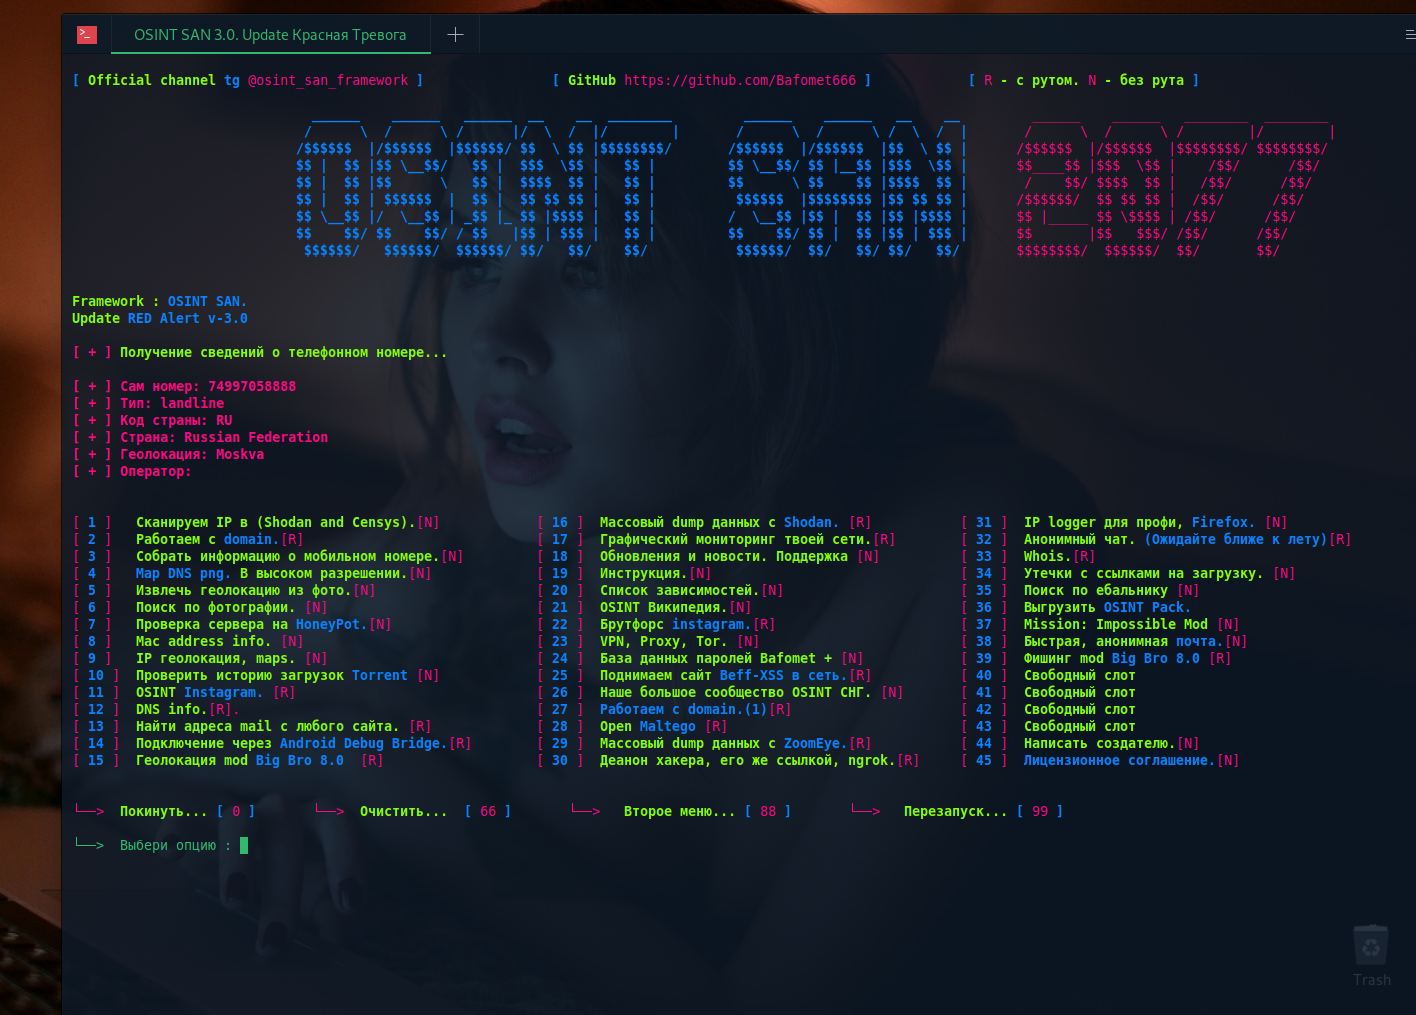 OSINT SAN 3.0. Update Красная Тревога
[ Official channel tg @osint_san_framework ] [ GitHub https://github.com/Bafomet666 ] [ R - с рутом. N - без рута ]
OSINT SAN 2077
Framework : OSINT SAN.
Update RED Alert v-3.0
[ + ] Получение сведений о телефонном номере...
[ + ] Сам номер: 74997058888
[ + ] Тип: landline
[ + ] Код страны: RU
[ + ] Страна: Russian Federation
[ + ] Геолокация: Moskva
[ + ] Оператор:
[ 1 ] Сканируем IP в (Shodan and Censys).[N] [ 16 ] Массовый dump данных с Shodan. [R] [ 31 ] IP logger для профи, Firefox. [N]
[ 2 ] Работаем с domain.[R] [ 17 ] Графический мониторинг твоей сети.[R] [ 32 ] Анонимный чат. (Ожидайте ближе к лету)[R]
[ 3 ] Собрать информацию о мобильном номере.[N] [ 18 ] Обновления и новости. Поддержка [N] [ 33 ] Whois.[R]
[ 4 ] Map DNS png. В высоком разрешении.[N] [ 19 ] Инструкция.[N] [ 34 ] Утечки с ссылками на загрузку. [N]
[ 5 ] Извлечь геолокацию из фото.[N] [ 20 ] Список зависимостей.[N] [ 35 ] Поиск по ебальнику [N]
[ 6 ] Поиск по фотографии. [N] [ 21 ] OSINT Википедия.[N] [ 36 ] Выгрузить OSINT Pack.
[ 7 ] Проверка сервера на HoneyPot.[N] [ 22 ] Брутфорс instagram.[R] [ 37 ] Mission: Impossible Mod [N]
[ 8 ] Mac address info. [N] [ 23 ] VPN, Proxy, Tor. [N] [ 38 ] Быстрая, анонимная почта.[N]
[ 9 ] IP геолокация, maps. [N] [ 24 ] База данных паролей Bafomet + [N] [ 39 ] Фишинг mod Big Bro 8.0 [R]
[ 10 ] Проверить историю загрузок Torrent [N] [ 25 ] Поднимаем сайт Beff-XSS в сеть.[R] [ 40 ] Свободный слот
[ 11 ] OSINT Instagram. [R] [ 26 ] Наше большое сообщество OSINT СНГ. [N] [ 41 ] Свободный слот
[ 12 ] DNS info.[R]. [ 27 ] Работаем с domain.(1)[R] [ 42 ] Свободный слот
[ 13 ] Найти адреса mail с любого сайта. [R] [ 28 ] Open Maltego [R] [ 43 ] Свободный слот
[ 14 ] Подключение через Android Debug Bridge.[R] [ 29 ] Массовый dump данных с ZoomEye.[R] [ 44 ] Написать создателю.[N]
[ 15 ] Геолокация mod Big Bro 8.0 [R] [ 30 ] Деанон хакера, его же ссылкой, ngrok.[R] [ 45 ] Лицензионное соглашение.[N]
└──> Покинуть... [ 0 ] └──> Очистить... [ 66 ] └──> Второе меню... [ 88 ] └──> Перезапуск... [ 99 ]
└──> Выбери опцию :
Trash